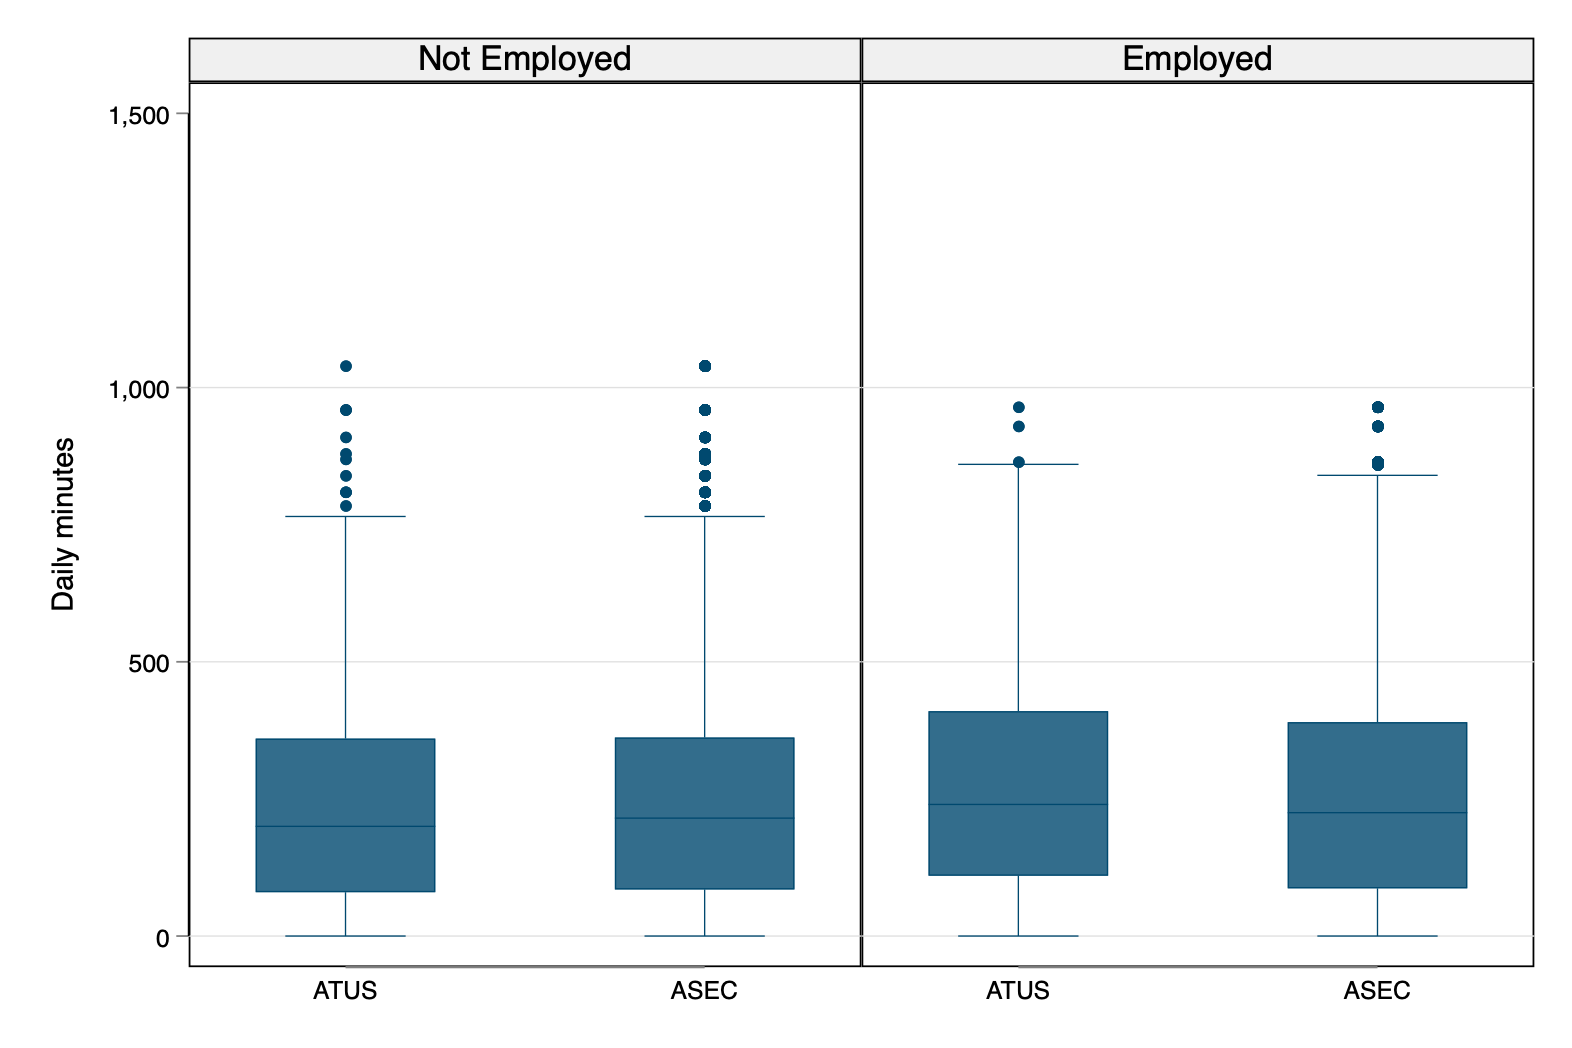 Not Employed
Employed
Daily minutes
1,500
1,000
500
0
ATUS
ASEC
ATUS
ASEC